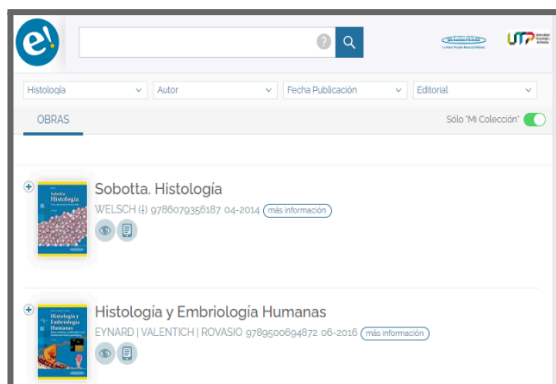 e!
?
UTP
Histología Autor Fecha Publicación Editorial
OBRAS Sólo "Mi Colección"
Sobotta
Histología
Sobotta. Histología
WELSCH (‡) 9786079356187 04-2014 más información
Histología y
Embriología
Humanas
Histología y Embriología Humanas
EYNARD | VALENTICH | ROVASIO 9789500694872 06-2016 más información